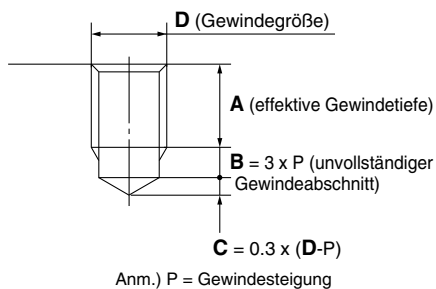 D (Gewindegröße)
A (effektive Gewindetiefe)
B = 3 x P (unvollständiger
Gewindeabschnitt)
C = 0.3 x (D-P)
Anm.) P = Gewindesteigung